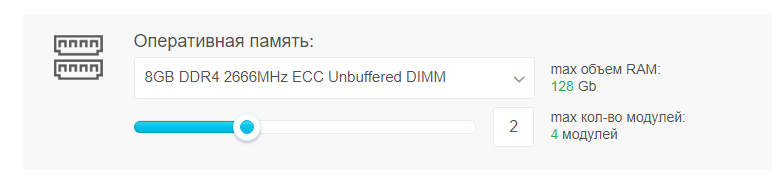 Оперативная память:
8GB DDR4 2666MHz ECC Unbuffered DIMM
max объем RAM:
128 Gb
2
max кол-во модулей:
4 модулей